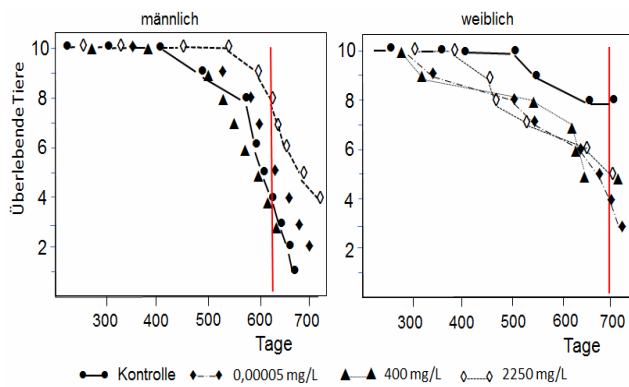 männlich
weiblich
Überlebende Tiere
10
8
6
4
2
300
400
500
600
700
Tage
10
8
6
4
2
300
400
500
600
700
Tage
Kontrolle
0,00005 mg/L
400 mg/L
2250 mg/L